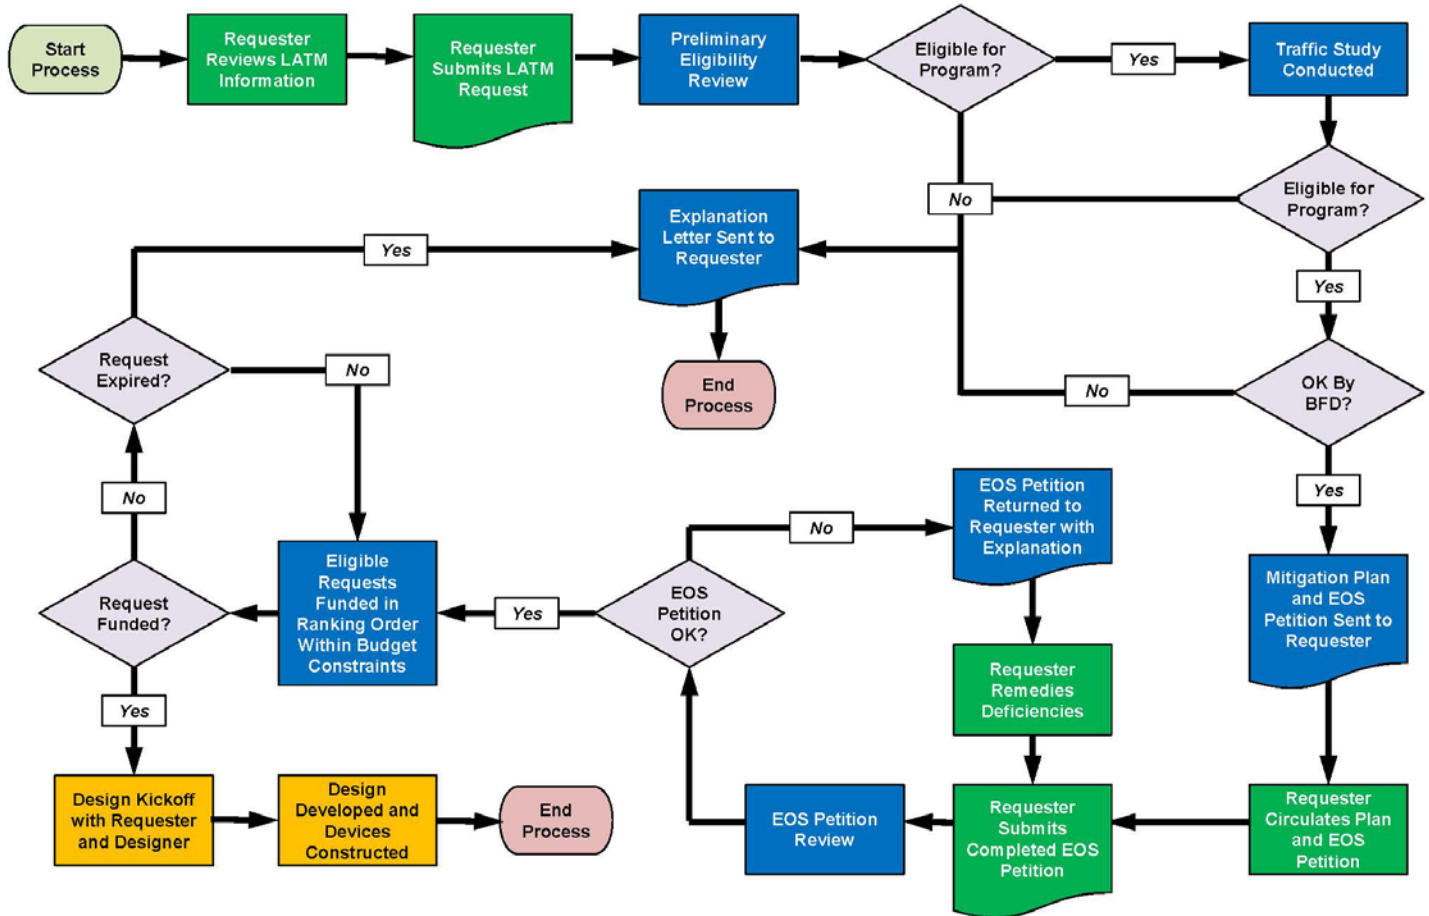 Start
Process
Requester
Reviews LATM
Information
Requester
Submits LATM
Request
Preliminary
Eligibility
Review
Eligible for
Program?
Yes
Traffic Study
Conducted
Eligible for
Program?
No
Explanation
Letter Sent to
Requester
Yes
Yes
Request
Expired?
No
End
Process
No
OK By
BFD?
No
Yes
EOS Petition
Returned to
Requester with
Explanation
No
Eligible
Requests
Funded in
Ranking Order
Within Budget
Constraints
Request
Funded?
Yes
EOS
Petition
OK?
Mitigation Plan
and EOS
Petition Sent to
Requester
Requester
Remedies
Deficiencies
Yes
Design Kickoff
with Requester
and Designer
Design
Developed and
Devices
Constructed
End
Process
EOS Petition
Review
Requester
Submits
Completed EOS
Petition
Requester
Circulates Plan
and EOS
Petition